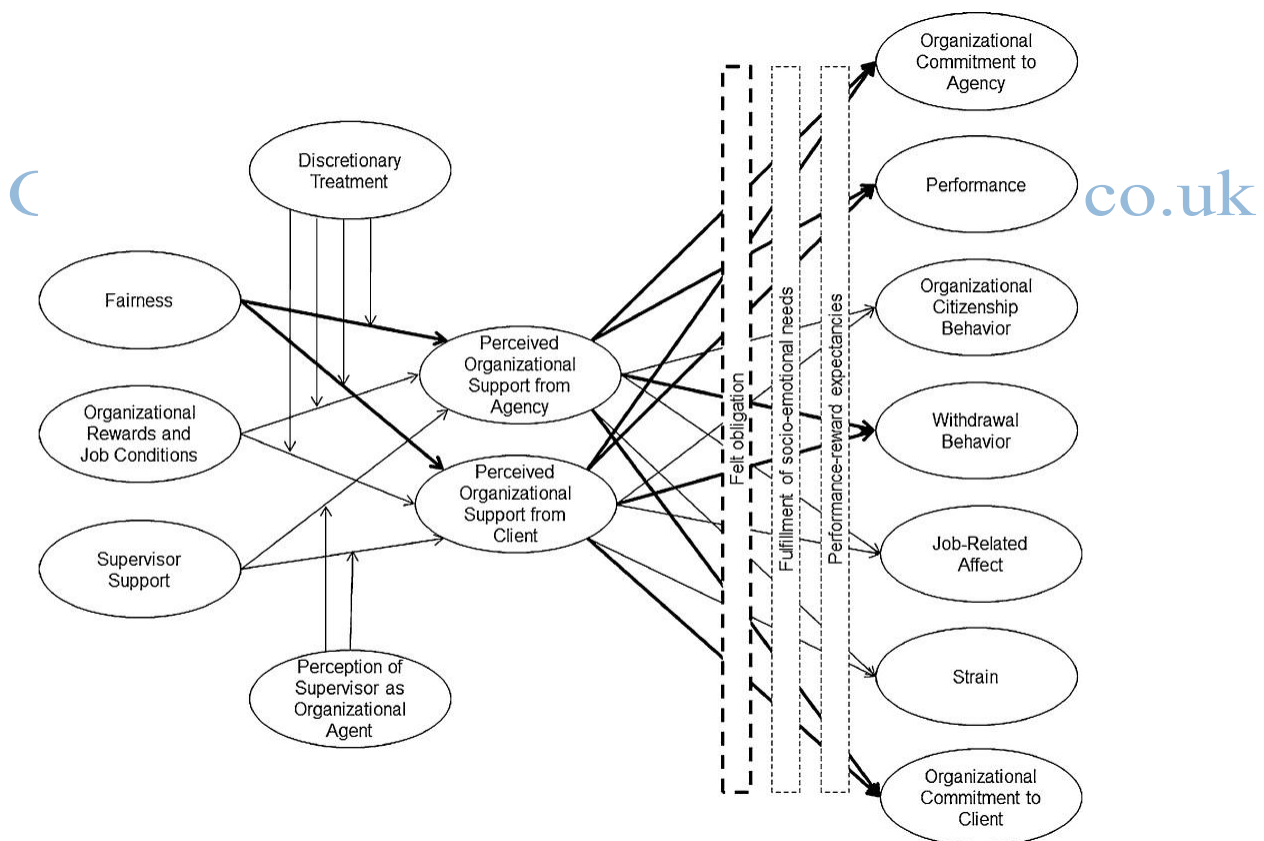 Organizational
Commitment to
Agency
Discretionary
Treatment
Performance
C
co.uk
Fairness
Organizational
Citizenship
Behavior
Perceived
Organizational
Support from
Agency
Organizational
Rewards and
Job Conditions
Felt obligation
Fulfillment of socio-emotional needs
Performance-reward expectancies
Withdrawal
Behavior
Perceived
Organizational
Support from
Client
Supervisor
Support
Job-Related
Affect
Perception of
Supervisor as
Organizational
Agent
Strain
Organizational
Commitment to
Client